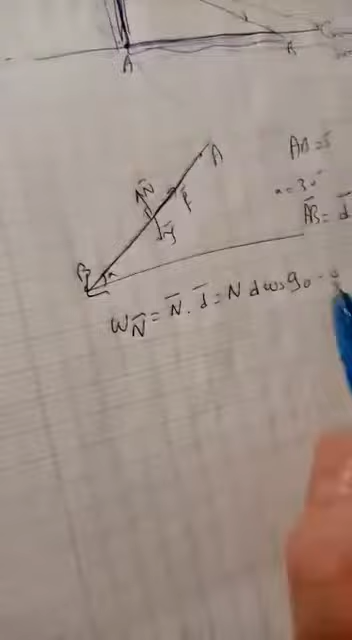 A
A
A
AB = 5
N
F
α = 30°
AB = d
B
α
W N = N . d = N d cos 90